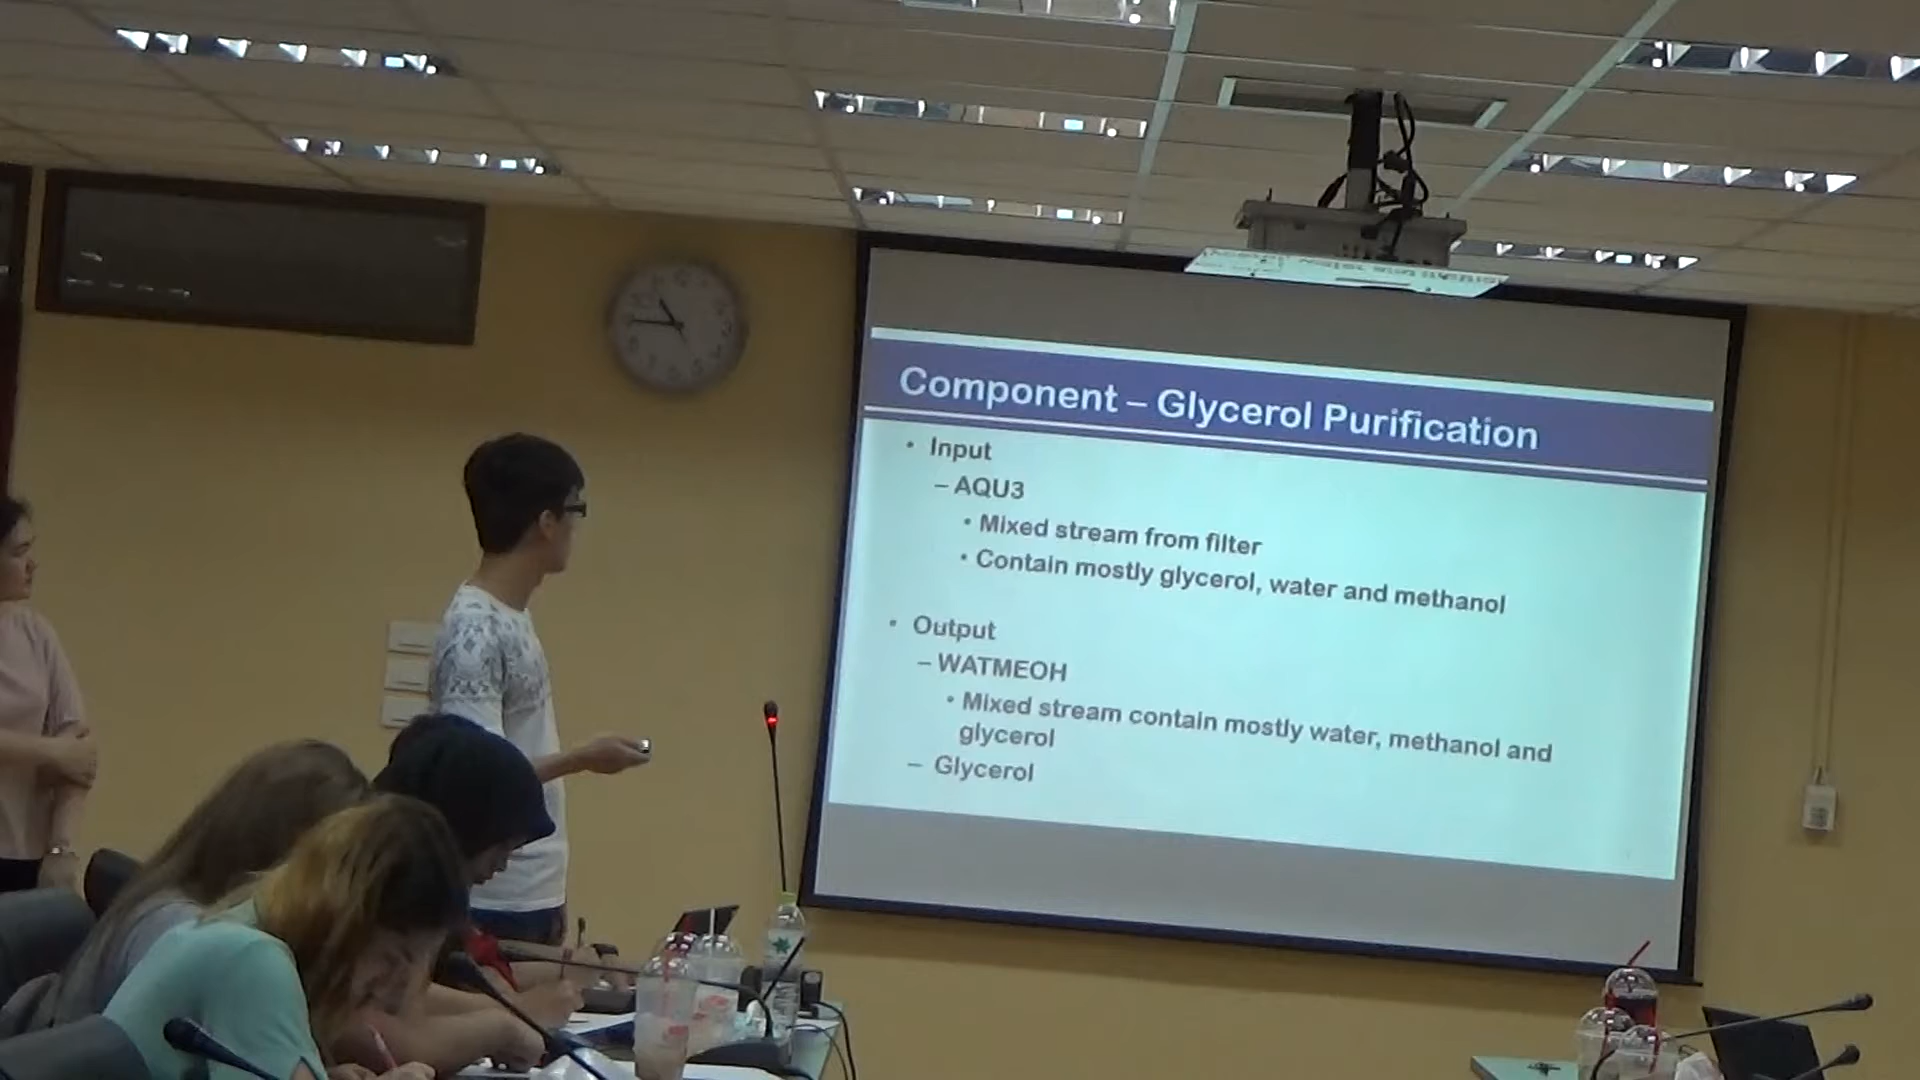 Component – Glycerol Purification
• Input
– AQU3
• Mixed stream from filter
• Contain mostly glycerol, water and methanol
• Output
– WATMEOH
• Mixed stream contain mostly water, methanol and
glycerol
– Glycerol